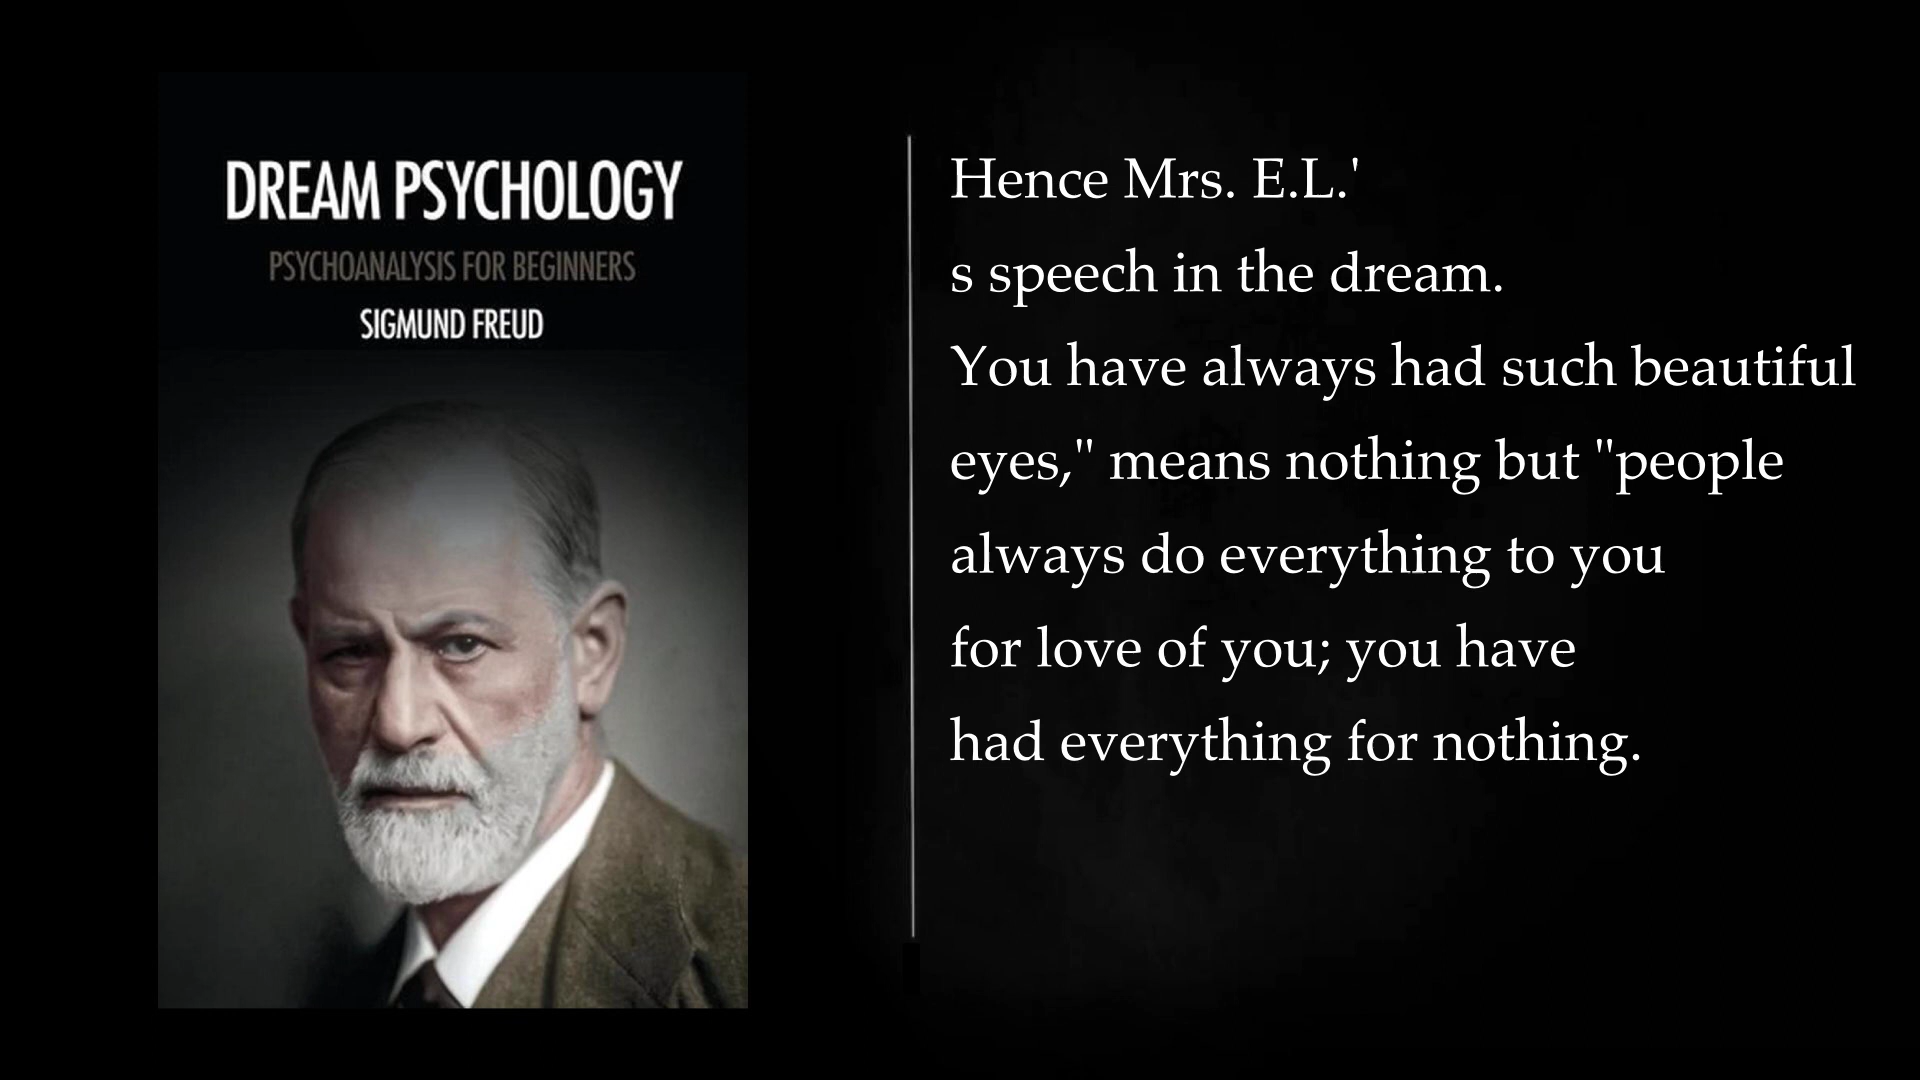 DREAM PSYCHOLOGY
PSYCHOANALYSIS FOR BEGINNERS
SIGMUND FREUD
Hence Mrs. E.L.'
s speech in the dream.
You have always had such beautiful
eyes," means nothing but "people
always do everything to you
for love of you; you have
had everything for nothing.